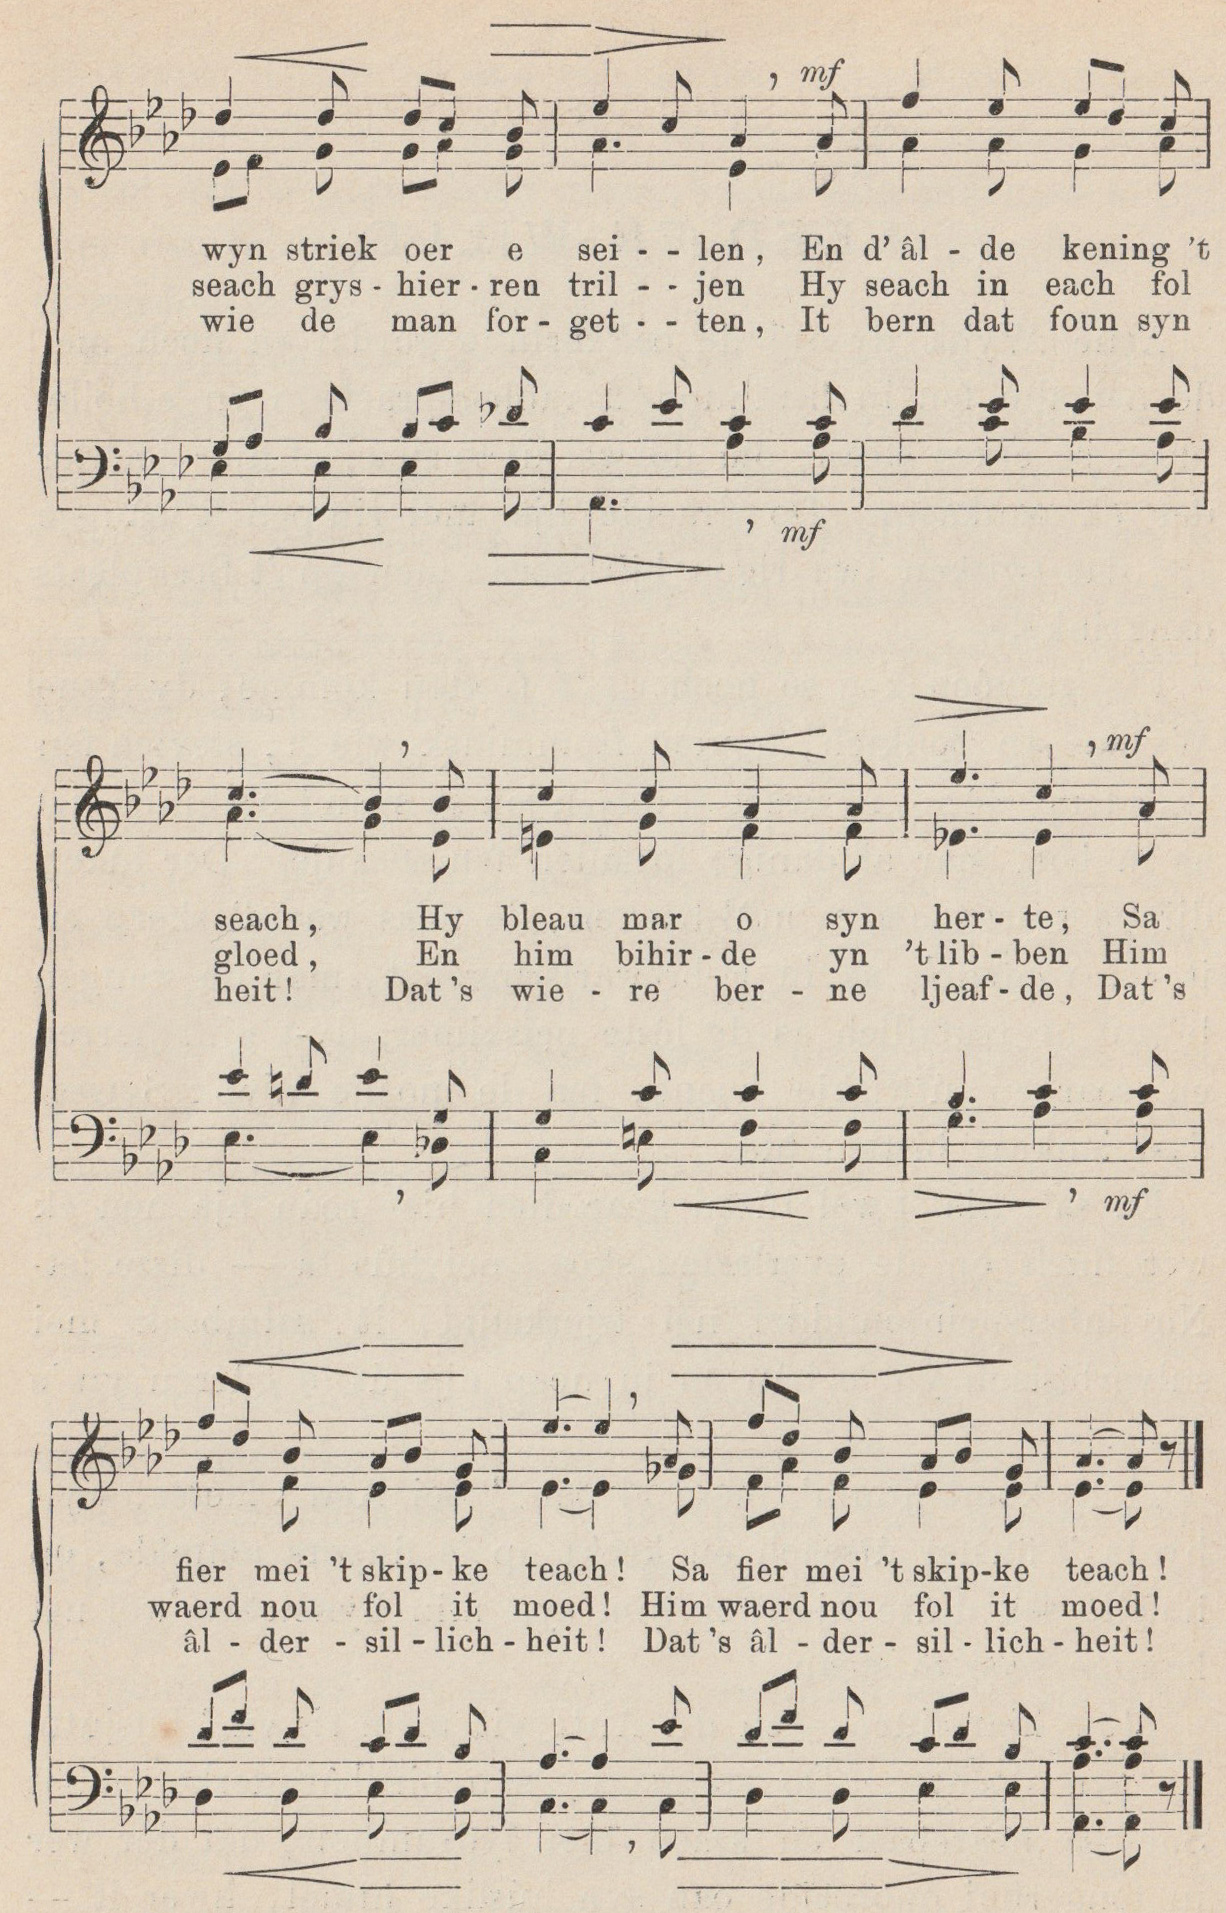 mf
wyn striek oer e sei - - len, En d' âl - de kening 't
seach grys - hier - ren tril - - jen Hy seach in each fol
wie de man for - get - - ten, It bern dat foun syn
mf
mf
seach, Hy bleau mar o syn her - te, Sa
gloed, En him bihir - de yn 't lib - ben Him
heit! Dat 's wie - re ber - ne ljeaf - de, Dat 's
mf
fier mei 't skip - ke teach! Sa fier mei 't skip - ke teach!
waerd nou fol it moed! Him waerd nou fol it moed!
âl - der - sil - lich - heit! Dat 's âl - der - sil - lich - heit!